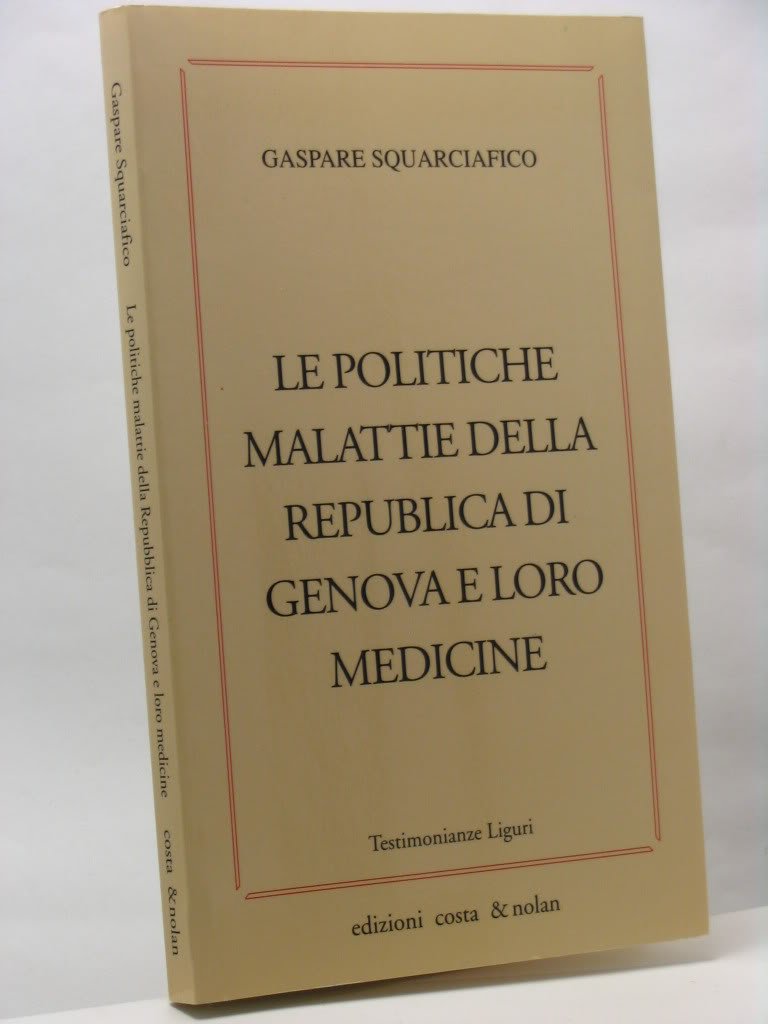 GASPARE SQUARCIAFICO
LE POLITICHE
MALATTIE DELLA
REPUBLICA DI
GENOVA E LORO
MEDICINE
Testimonianze Liguri
edizioni costa & nolan
Gaspare Squarciafico Le politiche malattie della Repubblica di Genova e loro medicine costa & nolan